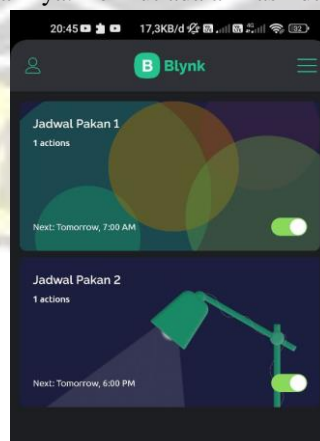 20:45 17,3KB/d
Blynk
Jadwal Pakan 1
1 actions
Next: Tomorrow, 7:00 AM
Jadwal Pakan 2
1 actions
Next: Tomorrow, 6:00 PM